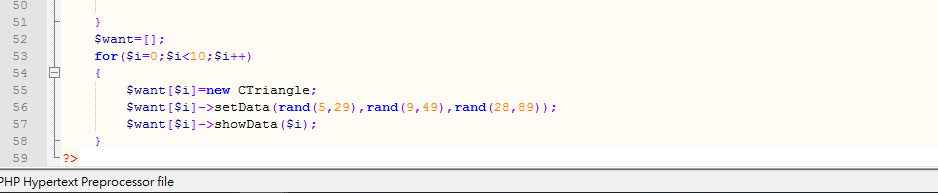 50
51 }
52 $want=[];
53 for($i=0;$i<10;$i++)
54 {
55 $want[$i]=new CTriangle;
56 $want[$i]->setData(rand(5,29),rand(9,49),rand(28,89));
57 $want[$i]->showData($i);
58 }
59 ?>
PHP Hypertext Preprocessor file